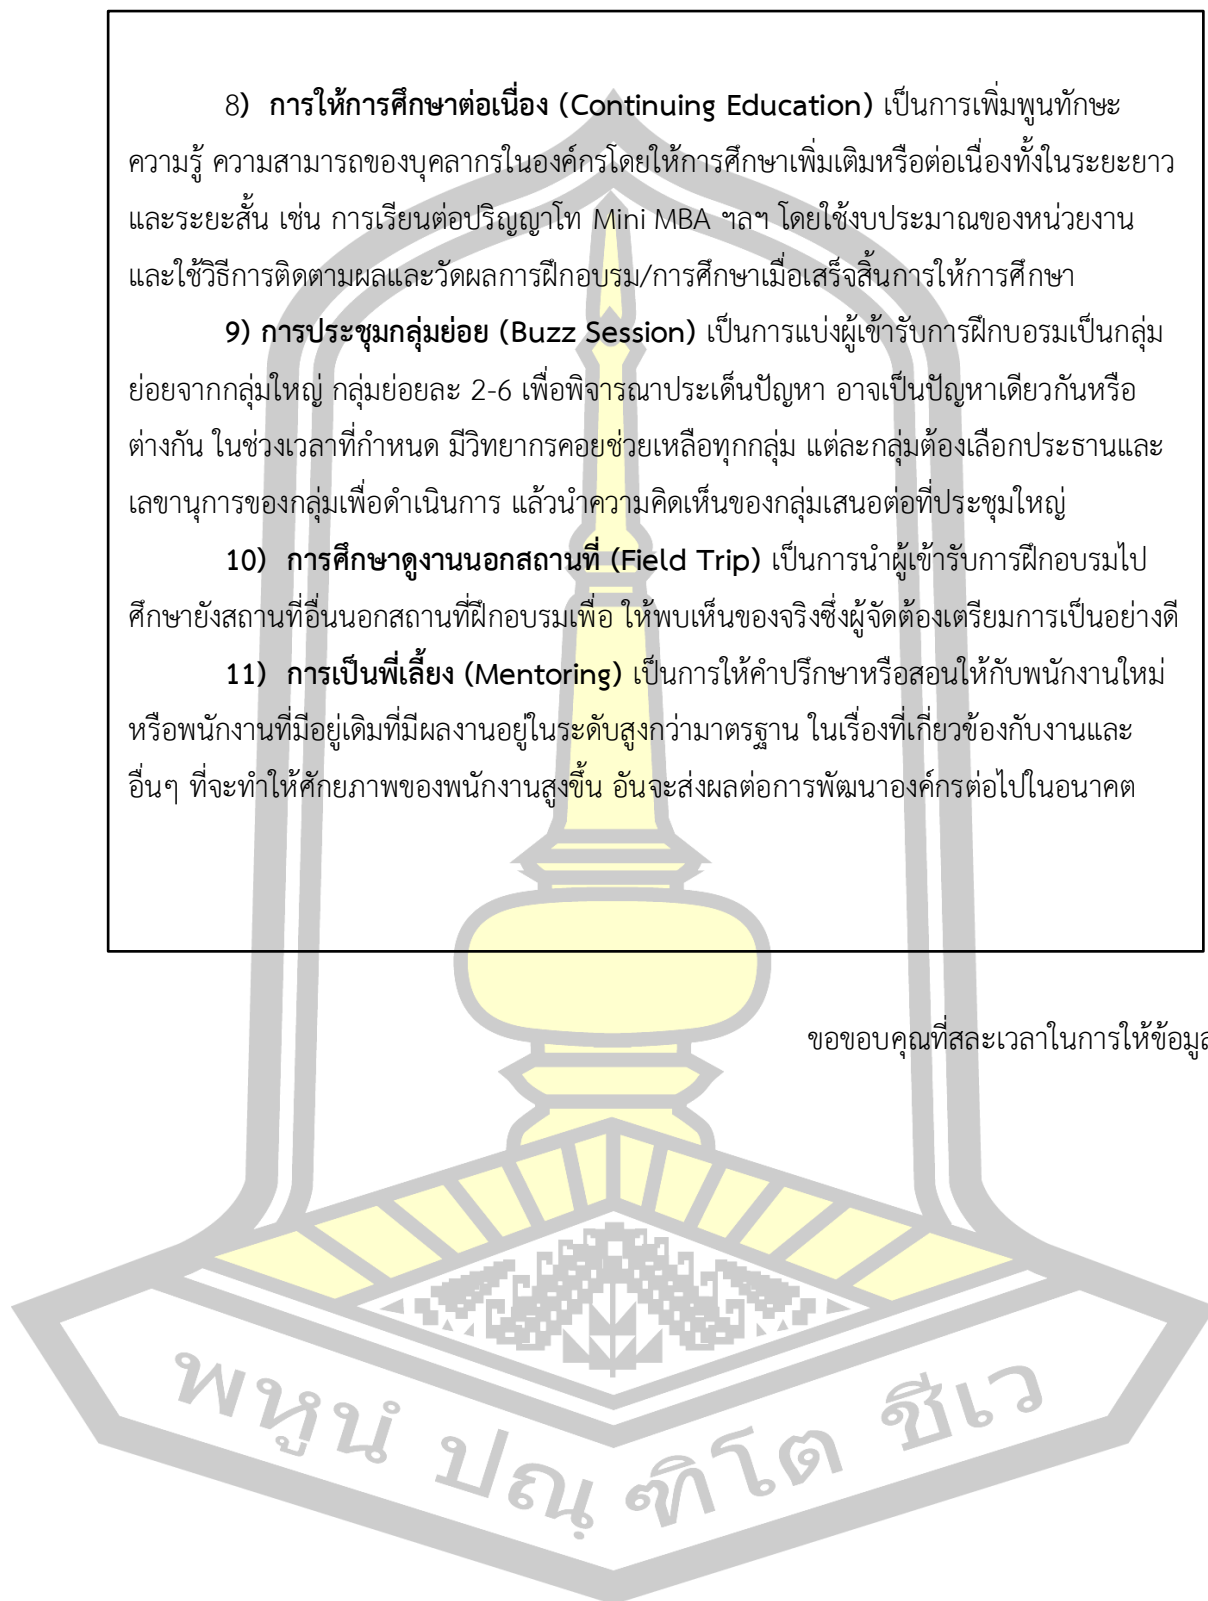 8) การให้การศึกษาต่อเนื่อง (Continuing Education) เป็นการเพิ่มพูนทักษะ
ความรู้ ความสามารถของบุคลากรในองค์กรโดยให้การศึกษาเพิ่มเติมหรือต่อเนื่องทั้งในระยะยาว
และระยะสั้น เช่น การเรียนต่อปริญญาโท Mini MBA ฯลฯ โดยใช้งบประมาณของหน่วยงาน
และใช้วิธีการติดตามผลและวัดผลการฝึกอบรม/การศึกษาเมื่อเสร็จสิ้นการให้การศึกษา
9) การประชุมกลุ่มย่อย (Buzz Session) เป็นการแบ่งผู้เข้ารับการฝึกบอรมเป็นกลุ่ม
ย่อยจากกลุ่มใหญ่ กลุ่มย่อยละ 2-6 เพื่อพิจารณาประเด็นปัญหา อาจเป็นปัญหาเดียวกันหรือ
ต่างกัน ในช่วงเวลาที่กำหนด มีวิทยากรคอยช่วยเหลือทุกกลุ่ม แต่ละกลุ่มต้องเลือกประธานและ
เลขานุการของกลุ่มเพื่อดำเนินการ แล้วนำความคิดเห็นของกลุ่มเสนอต่อที่ประชุมใหญ่
10) การศึกษาดูงานนอกสถานที่ (Field Trip) เป็นการนำผู้เข้ารับการฝึกอบรมไป
ศึกษายังสถานที่อื่นนอกสถานที่ฝึกอบรมเพื่อ ให้พบเห็นของจริงซึ่งผู้จัดต้องเตรียมการเป็นอย่างดี
11) การเป็นพี่เลี้ยง (Mentoring) เป็นการให้คำปรึกษาหรือสอนให้กับพนักงานใหม่
หรือพนักงานที่มีอยู่เดิมที่มีผลงานอยู่ในระดับสูงกว่ามาตรฐาน ในเรื่องที่เกี่ยวข้องกับงานและ
อื่นๆ ที่จะทำให้ศักยภาพของพนักงานสูงขึ้น อันจะส่งผลต่อการพัฒนาองค์กรต่อไปในอนาคต
ขอขอบคุณที่สละเวลาในการให้ข้อมูล
พหูนํ ปณฺฑิโต ชีเว